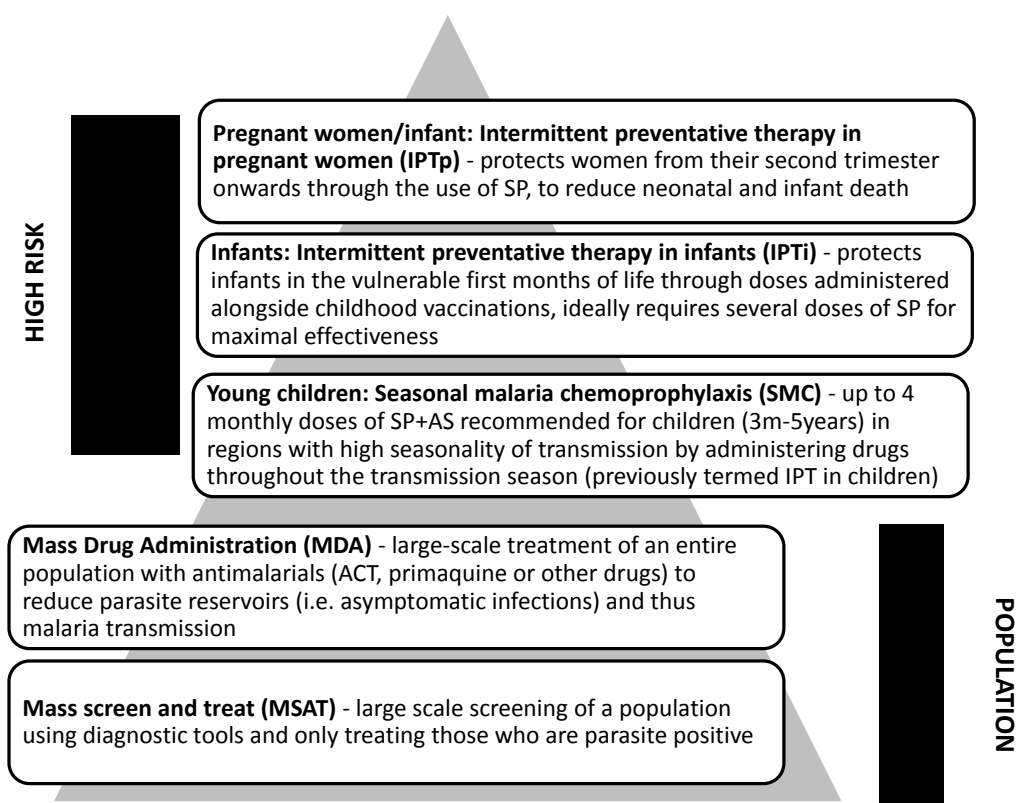 HIGH RISK
Pregnant women/infant: Intermittent preventative therapy in
pregnant women (IPTp) - protects women from their second trimester
onwards through the use of SP, to reduce neonatal and infant death
Infants: Intermittent preventative therapy in infants (IPTi) - protects
infants in the vulnerable first months of life through doses administered
alongside childhood vaccinations, ideally requires several doses of SP for
maximal effectiveness
Young children: Seasonal malaria chemoprophylaxis (SMC) - up to 4
monthly doses of SP+AS recommended for children (3m-5years) in
regions with high seasonality of transmission by administering drugs
throughout the transmission season (previously termed IPT in children)
Mass Drug Administration (MDA) - large-scale treatment of an entire
population with antimalarials (ACT, primaquine or other drugs) to
reduce parasite reservoirs (i.e. asymptomatic infections) and thus
malaria transmission
Mass screen and treat (MSAT) - large scale screening of a population
using diagnostic tools and only treating those who are parasite positive
POPULATION